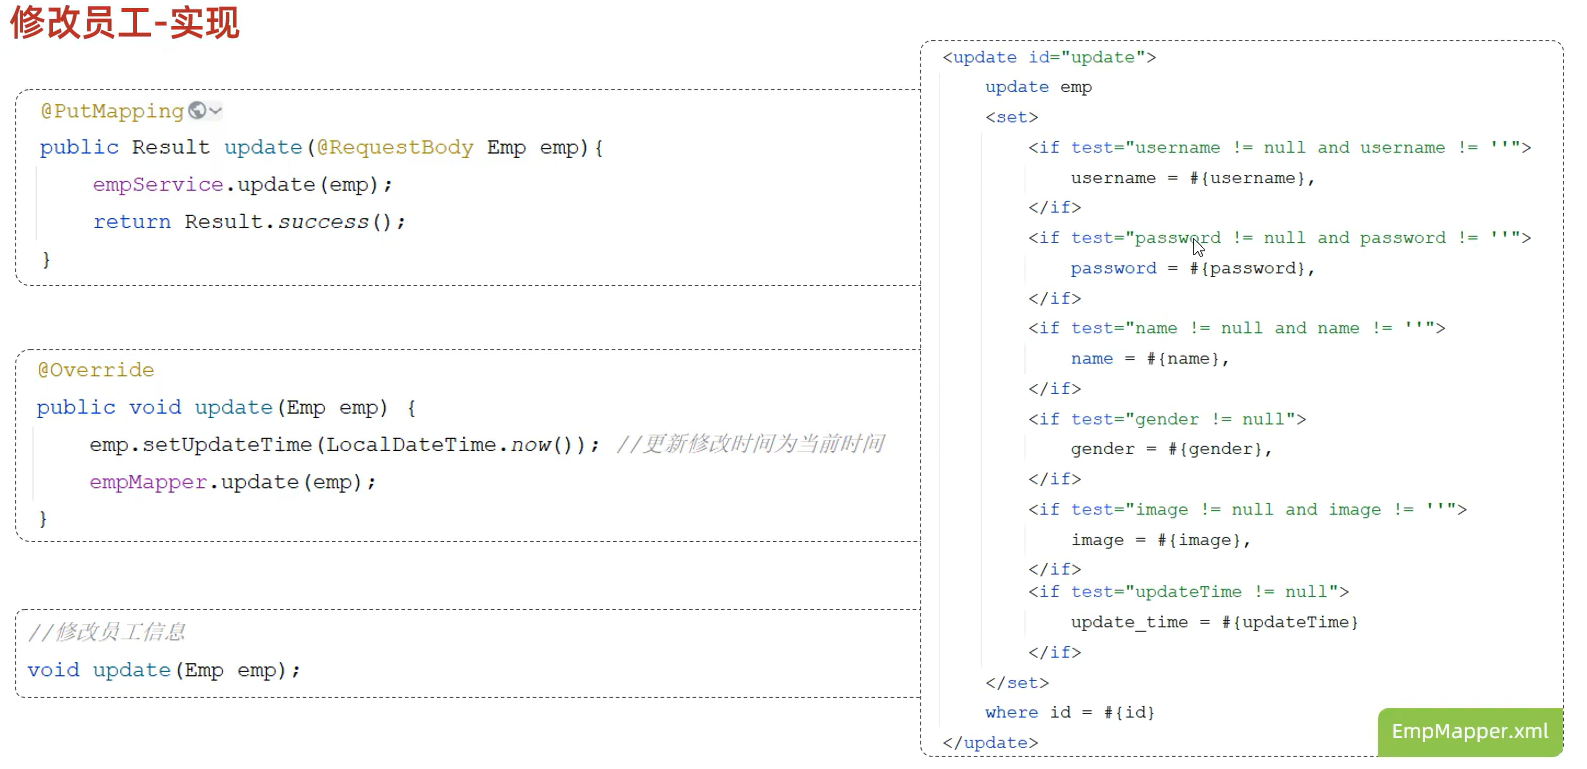 修改员工-实现
@PutMapping
public Result update(@RequestBody Emp emp){
empService.update(emp);
return Result.success();
}
@Override
public void update(Emp emp) {
emp.setUpdateTime(LocalDateTime.now()); //更新修改时间为当前时间
empMapper.update(emp);
}
//修改员工信息
void update(Emp emp);
<update id="update">
update emp
<set>
<if test="username != null and username != ''">
username = #{username},
</if>
<if test="password != null and password != ''">
password = #{password},
</if>
<if test="name != null and name != ''">
name = #{name},
</if>
<if test="gender != null">
gender = #{gender},
</if>
<if test="image != null and image != ''">
image = #{image},
</if>
<if test="updateTime != null">
update_time = #{updateTime}
</if>
</set>
where id = #{id}
</update>
EmpMapper.xml